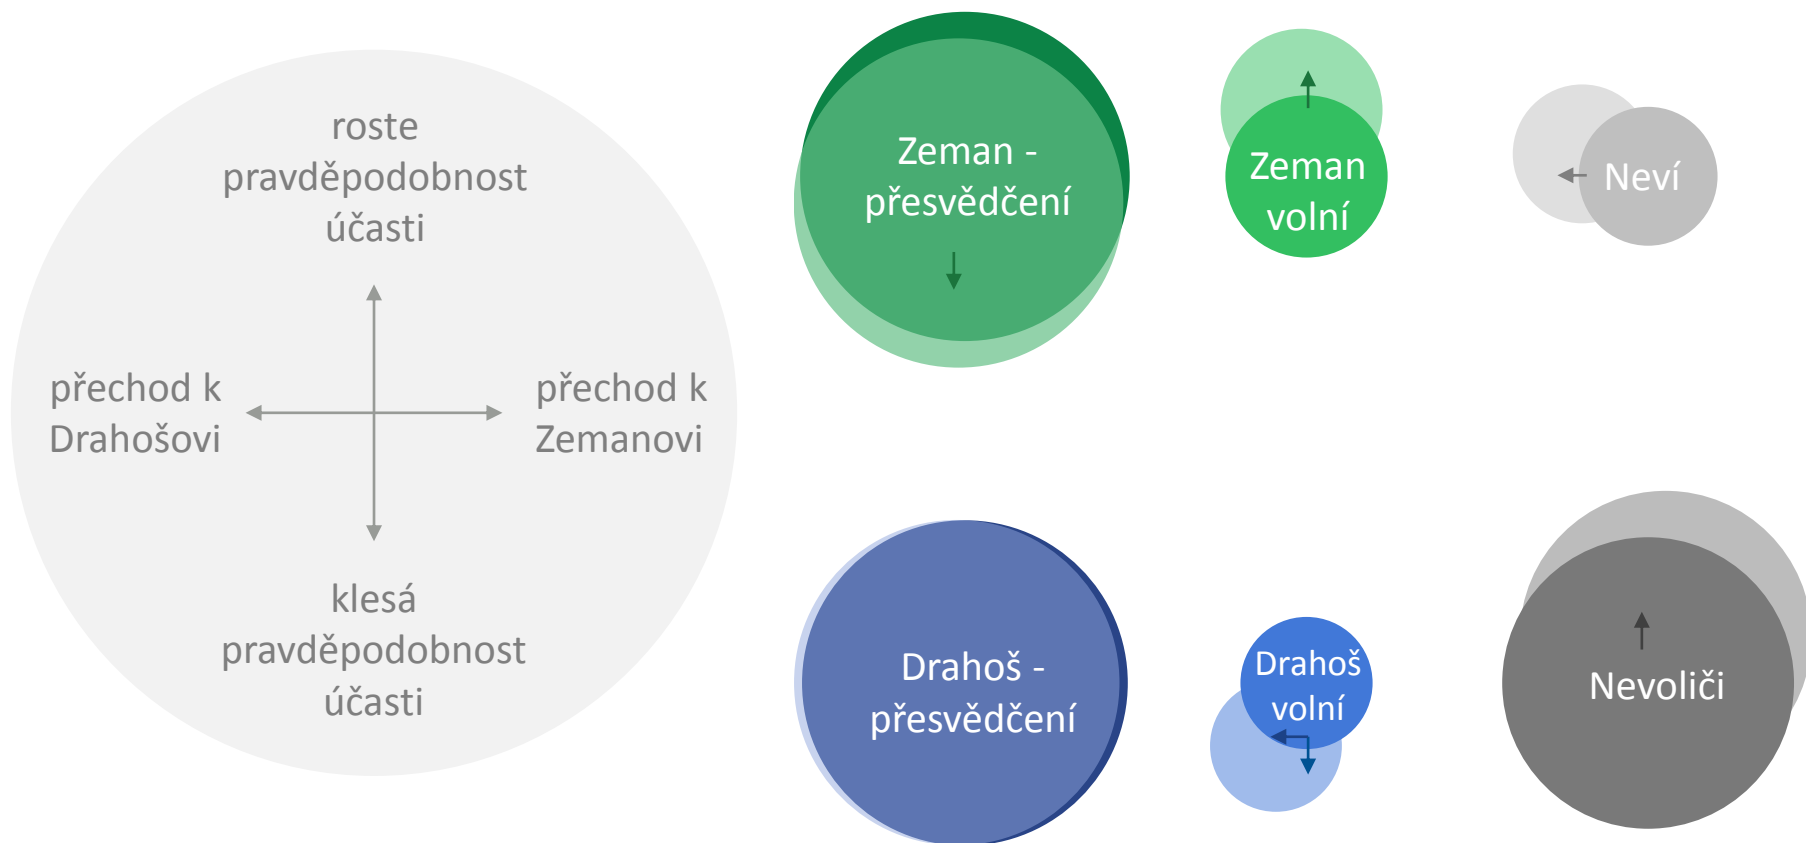 roste
pravděpodobnost
účasti
přechod k
Drahošovi
přechod k
Zemanovi
klesá
pravděpodobnost
účasti
Zeman -
přesvědčení
Zeman
volní
Neví
Drahoš -
přesvědčení
Drahoš
volní
Nevoliči